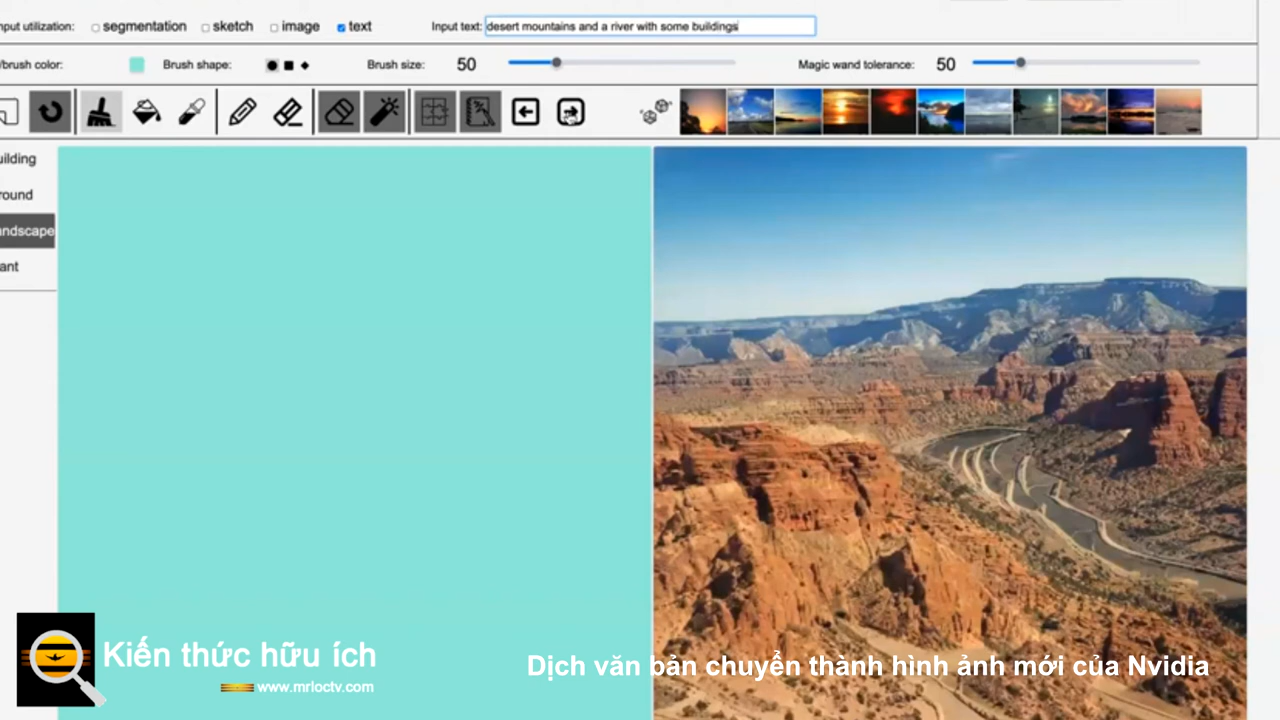 nput utilization: segmentation sketch image text Input text: desert mountains and a river with some buildings
/brush color: Brush shape: Brush size: 50 Magic wand tolerance: 50
uilding
round
andscape
ant
Kiến thức hữu ích
www.mrloctv.com
Dịch văn bản chuyển thành hình ảnh mới của Nvidia